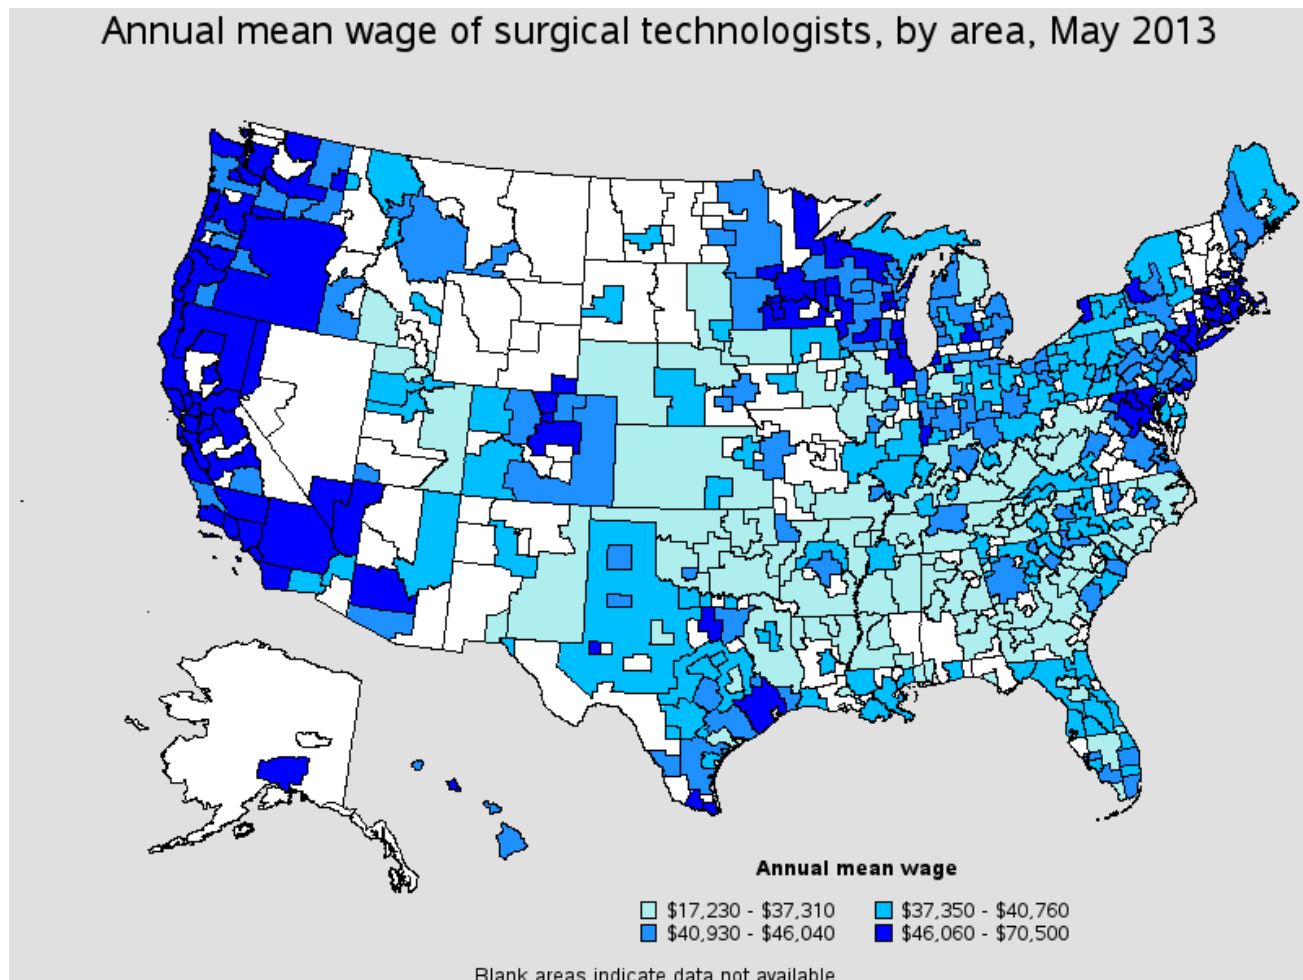 Annual mean wage of surgical technologists, by area, May 2013
Annual mean wage
$17,230 - $37,310 $37,350 - $40,760
$40,930 - $46,040 $46,060 - $70,500
Blank areas indicate data not available